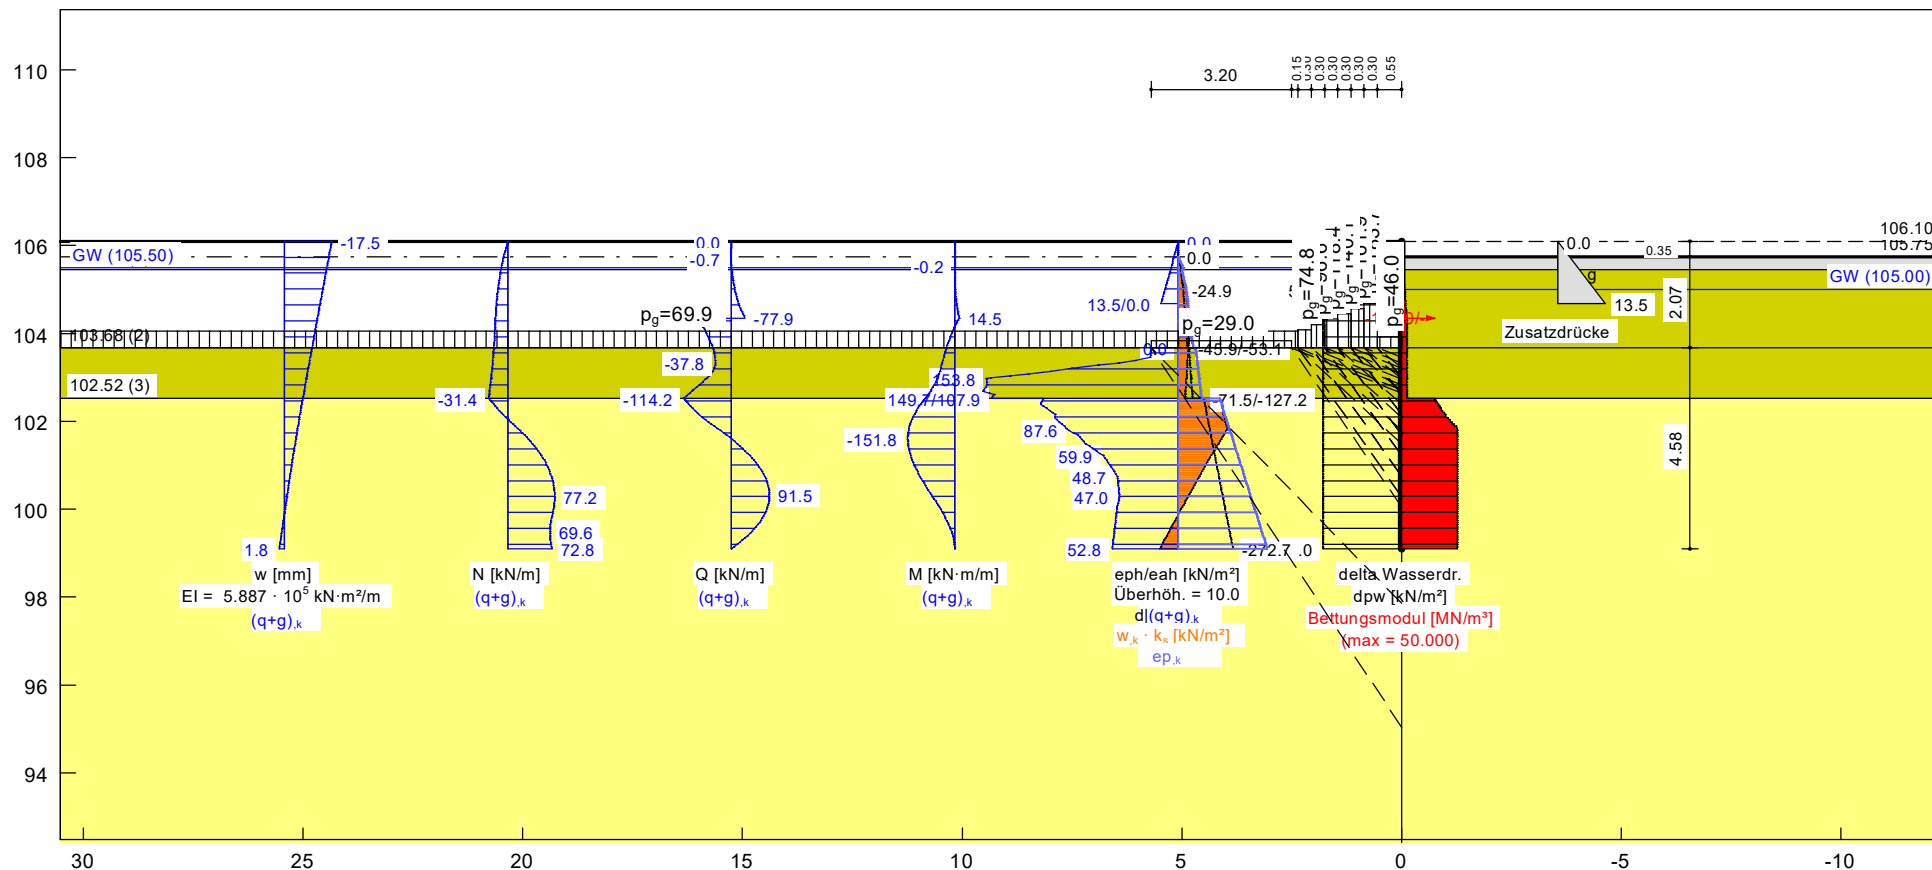 110
108
106
104
102
100
98
96
94
30
25
20
15
10
5
0
-5
-10
3.20
0.15
0.30
0.30
0.30
0.30
0.30
0.30
0.55
106.10
105.75
GW (105.50)
GW (105.00)
103.68 (2)
102.52 (3)
-17.5
1.8
w [mm]
EI = 5.887 · 10⁵ kN·m²/m
(q+g),k
-31.4
77.2
69.6
72.8
N [kN/m]
(q+g),k
0.0
-0.7
-77.9
pg=69.9
-37.8
-114.2
91.5
Q [kN/m]
(q+g),k
-0.2
14.5
-151.8
M [kN·m/m]
(q+g),k
0.0
0.0
-24.9
13.5/0.0
pg=29.0
0.0
-45.9/-53.1
153.8
149.7/107.9
-71.5/-127.2
87.6
59.9
48.7
47.0
52.8
-272.7
.0
eph/eah [kN/m²]
Überhöh. = 10.0
(q+g),k
w,k · ks [kN/m²]
ep,k
pg=74.8
pg=46.0
delta Wasserdr.
dpw [kN/m²]
Bettungsmodul [MN/m³]
(max = 50.000)
0.0
g
13.5
Zusatzdrücke
0.35
2.07
4.58